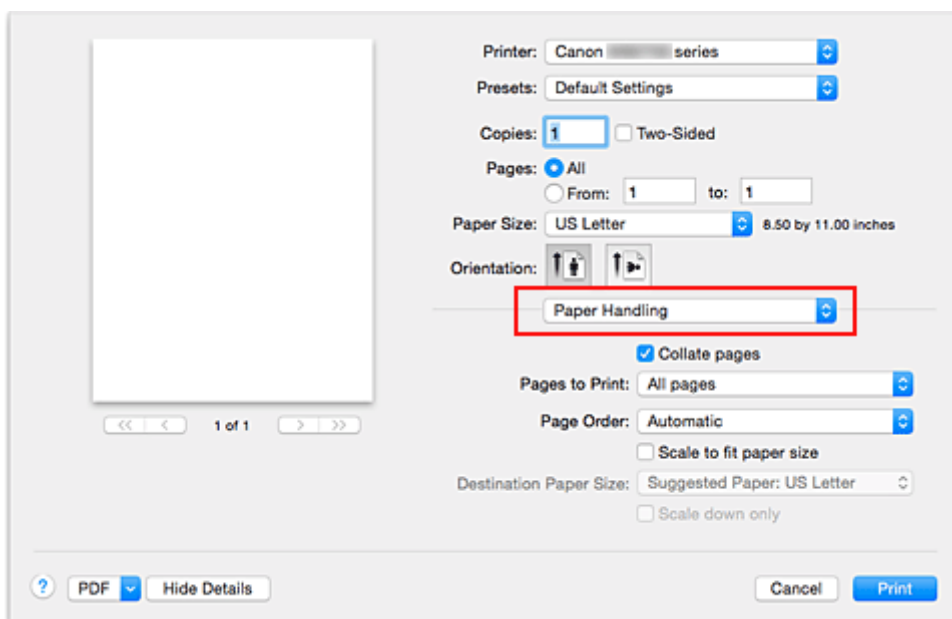 Printer: Canon series
Presets: Default Settings
Copies: 1 Two-Sided
Pages: All
From: 1 to: 1
Paper Size: US Letter 8.50 by 11.00 inches
Orientation:
Paper Handling
Collate pages
Pages to Print: All pages
1 of 1 Page Order: Automatic
Scale to fit paper size
Destination Paper Size: Suggested Paper: US Letter
Scale down only
? PDF Hide Details Cancel Print